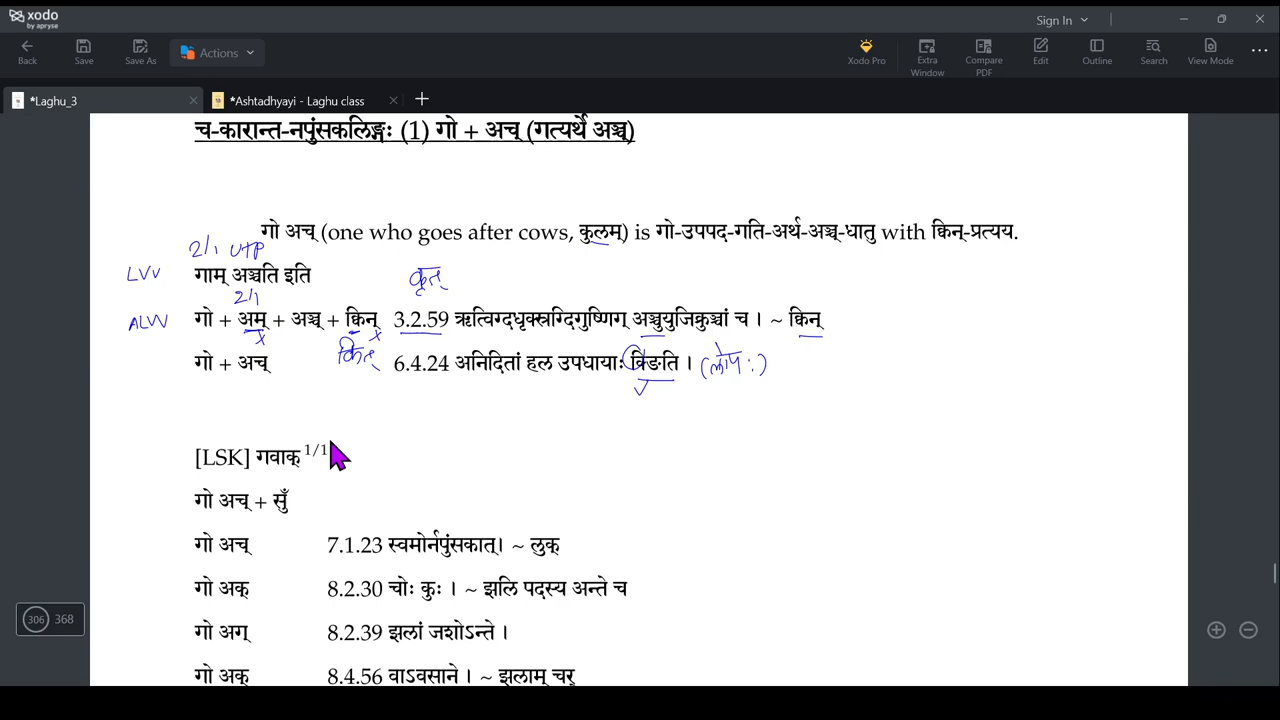 xodo
by apryse
Sign In
Back
Save
Save As
Actions
Xodo Pro
Extra Window
Compare PDF
Edit
Outline
Search
View Mode
*Laghu_3
*Ashtadhyayi - Laghu class
च-कारान्त-नपुंसकलिङ्गः (1) गो + अच् (गत्यर्थे अञ्चु)
गो अच् (one who goes after cows, कुलम्) is गो-उपपद-गति-अर्थ-अञ्च्-धातु with क्विन्-प्रत्यय.
2/1 UTP
LVV गाम् अञ्चति इति कृत्
2/1
ALVV गो + अम् + अञ्च् + क्विन् 3.2.59 ऋत्विग्दधृक्स्रग्दिगुष्णिग् अञ्चुयुजिक्रुञ्चां च । ~ क्विन्
x x
गो + अच् कित् 6.4.24 अनिदितां हल उपधायाः क्ङिति । (लोपः)
[LSK] गवाक् 1/1
गो अच् + सुँ
गो अच् 7.1.23 स्वमोर्नपुंसकात्। ~ लुक्
गो अक् 8.2.30 चोः कुः । ~ झलि पदस्य अन्ते च
गो अग् 8.2.39 झलां जशोऽन्ते ।
गो अक् 8.4.56 वाऽवसाने । ~ झलाम् चर्
306 368